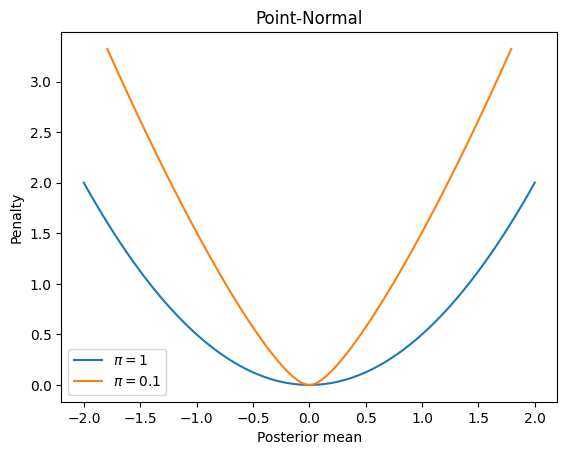 Point-Normal
Penalty
3.0
2.5
2.0
1.5
1.0
0.5
0.0
π = 1
π = 0.1
−2.0 −1.5 −1.0 −0.5 0.0 0.5 1.0 1.5 2.0
Posterior mean